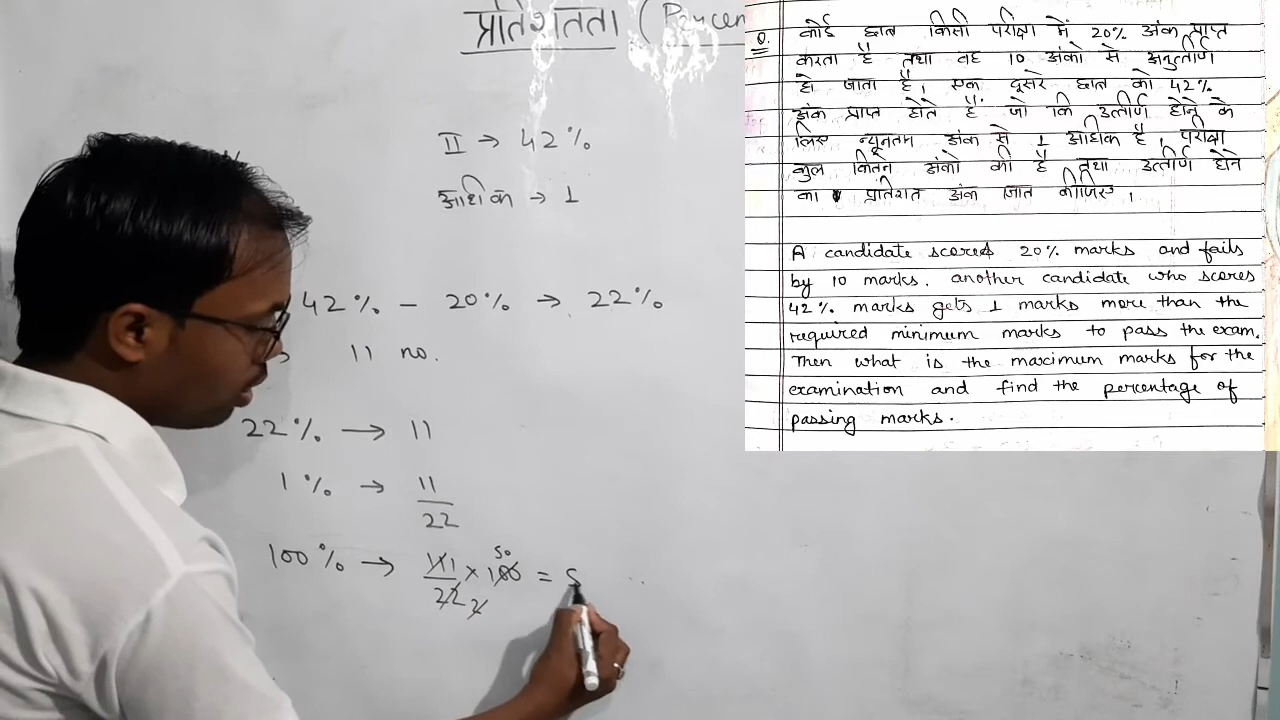 प्रतिशतता (Percen
II → 42%
अधिक → 1
42% - 20% → 22%
11 no.
22% → 11
1% → 11/22
100% → 11/22 × 100 = 5
50
2
Q. कोई छात्र किसी परीक्षा में 20% अंक प्राप्त
करता है तथा वह 10 अंको से अनुत्तीर्ण
हो जाता है, एक दूसरे छात्र को 42%
अंक प्राप्त होते हैं जो कि उत्तीर्ण होने के
लिए न्यूनतम अंक से 1 अधिक है, परीक्षा
कुल कितने अंको की है तथा उत्तीर्ण होने
का प्रतिशत अंक ज्ञात कीजिए।
A candidate scores 20% marks and fails
by 10 marks. another candidate who scores
42% marks gets 1 marks more than the
required minimum marks to pass the exam.
Then what is the maximum marks for the
examination and find the percentage of
passing marks.